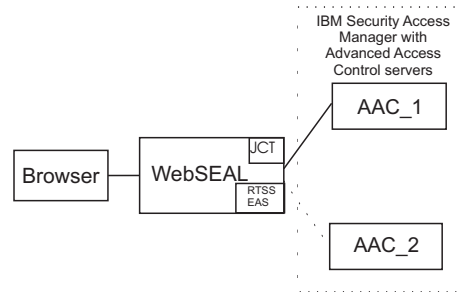 IBM Security Access
Manager with
Advanced Access
Control servers
AAC_1
JCT
WebSEAL
Browser
RTSS
EAS
AAC_2